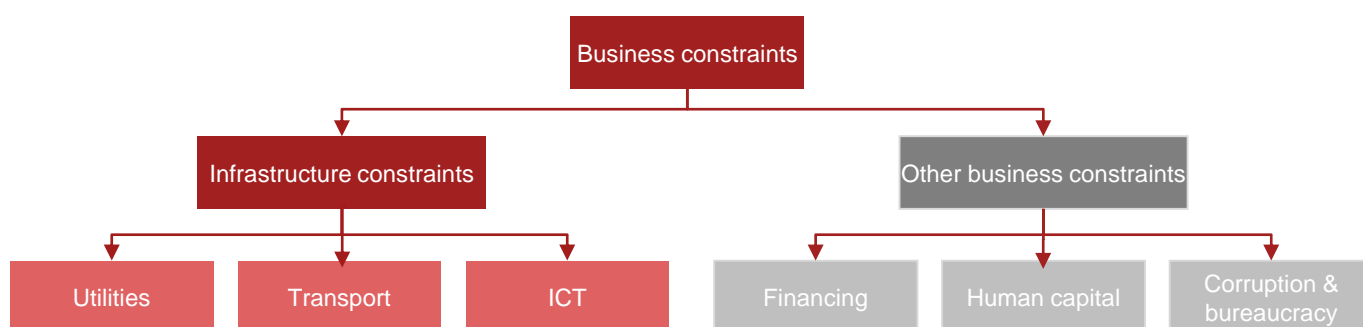 Business constraints
Infrastructure constraints
Other business constraints
Utilities
Transport
ICT
Financing
Human capital
Corruption &
bureaucracy